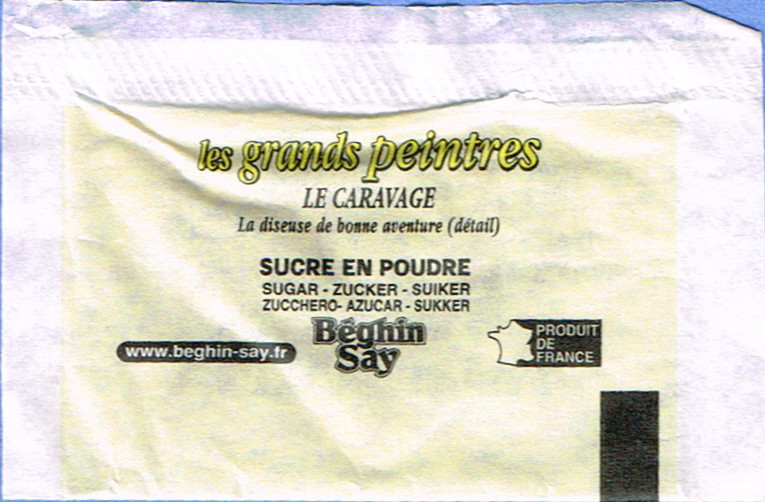 les grands peintres
LE CARAVAGE
La diseuse de bonne aventure (détail)
SUCRE EN POUDRE
SUGAR - ZUCKER - SUIKER
ZUCCHERO- AZUCAR - SUKKER
Béghin
Say
www.beghin-say.fr
PRODUIT
DE
FRANCE